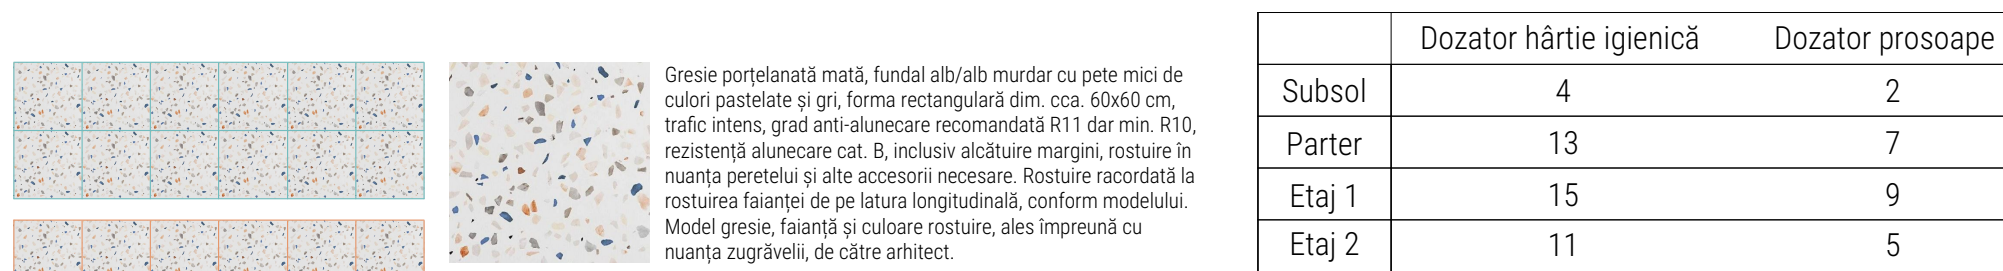 Gresie porțelanată mată, fundal alb/alb murdar cu pete mici de
culori pastelate și gri, forma rectangulară dim. cca. 60x60 cm,
trafic intens, grad anti-alunecare recomandată R11 dar min. R10,
rezistență alunecare cat. B, inclusiv alcătuire margini, rostuire în
nuanța peretelui și alte accesorii necesare. Rostuire racordată la
rostuirea faianței de pe latura longitudinală, conform modelului.
Model gresie, faianță și culoare rostuire, ales împreună cu
nuanța zugrăvelii, de către arhitect.
Dozator hârtie igienică Dozator prosoape
Subsol 4 2
Parter 13 7
Etaj 1 15 9
Etaj 2 11 5